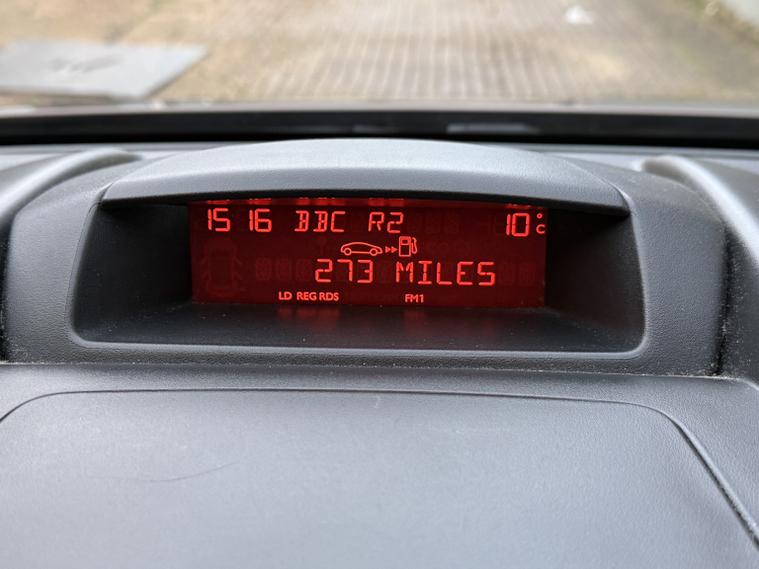 15 16 BBC R2 10°C
273 MILES
LD REG RDS FM1